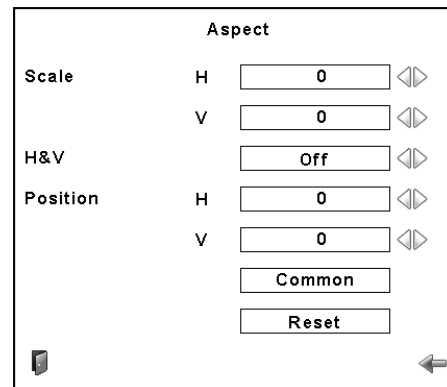 Aspect
Scale H 0
V 0
H&V Off
Position H 0
V 0
Common
Reset